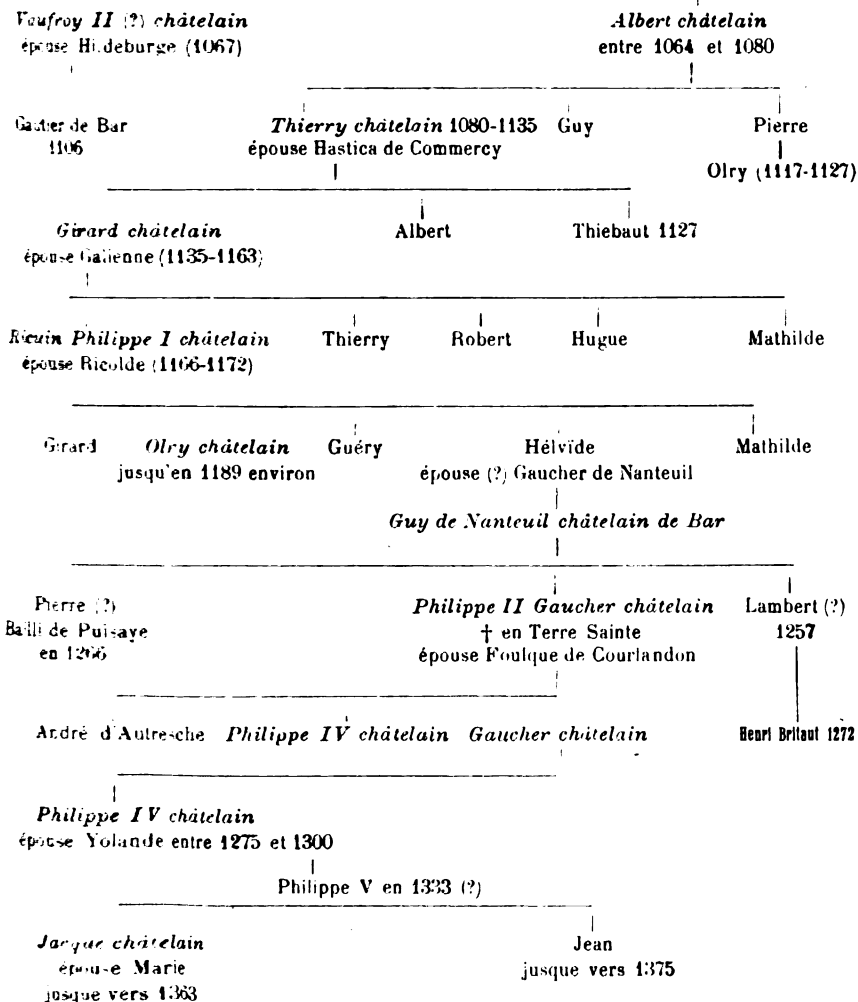 Vaufroy II (?) châtelain Albert châtelain
épouse Hildeburge (1067) entre 1064 et 1080
Gautier de Bar Thierry châtelain 1080-1135 Guy Pierre
1106 épouse Hastica de Commercy
Olry (1117-1127)
Girard châtelain Albert Thiebaut 1127
épouse Galienne (1135-1163)
Ricuin Philippe I châtelain Thierry Robert Hugue Mathilde
épouse Ricolde (1166-1172)
Girard Olry châtelain Guéry Hélvïde Mathilde
jusqu'en 1189 environ épouse (?) Gaucher de Nanteuil
Guy de Nanteuil châtelain de Bar
Pierre (?) Philippe II Gaucher châtelain Lambert (?)
Bailli de Puisaye † en Terre Sainte 1257
en 1266 épouse Foulque de Courlandon
André d'Autresche Philippe IV châtelain Gaucher châtelain Henri Britaut 1272
Philippe IV châtelain
épouse Yolande entre 1275 et 1300
Philippe V en 1333 (?)
Jacque châtelain Jean
épouse Marie jusque vers 1375
jusque vers 1363